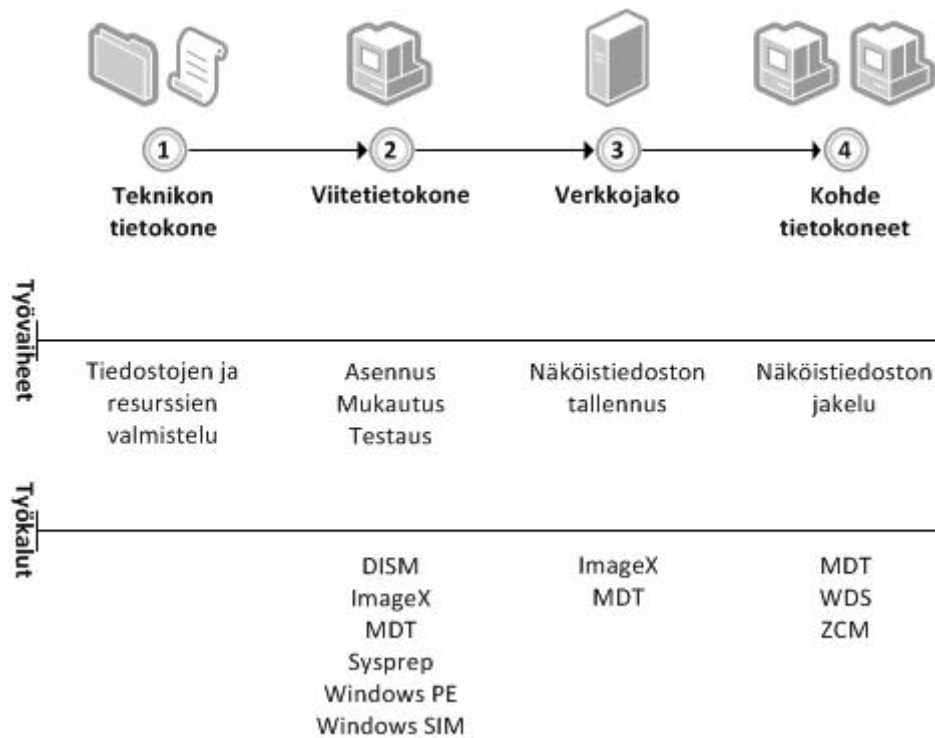 1
2
3
4
Teknikon
tietokone
Viitetietokone
Verkkojako
Kohde
tietokoneet
Työvaiheet
Tiedostojen ja
resurssien
valmistelu
Asennus
Mukautus
Testaus
Näköistiedoston
tallennus
Näköistiedoston
jakelu
Työkalut
DISM
ImageX
MDT
Sysprep
Windows PE
Windows SIM
ImageX
MDT
MDT
WDS
ZCM